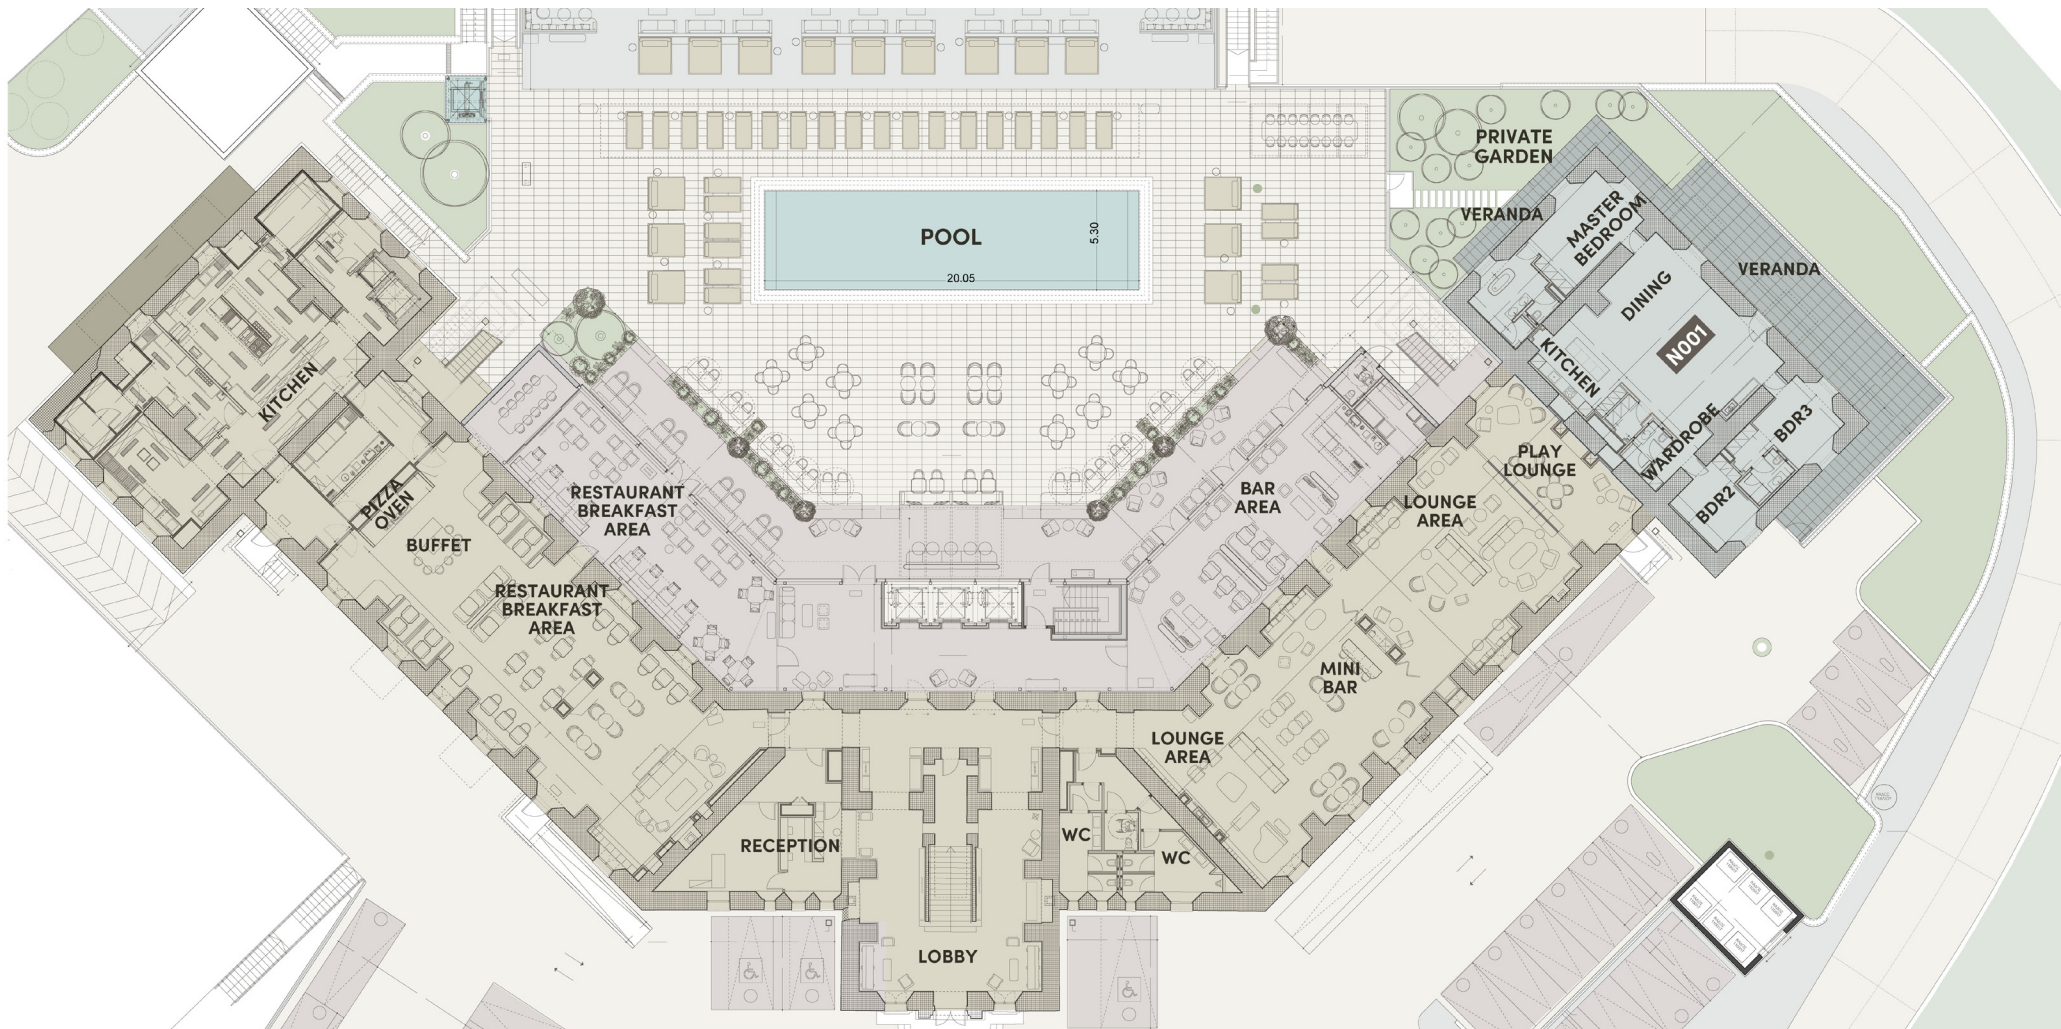 PRIVATE
GARDEN
VERANDA
MASTER
BEDROOM
VERANDA
DINING
N001
KITCHEN
WARDROBE
BDR3
BDR2
POOL
5.30
20.05
KITCHEN
PIZZA
OVEN
BUFFET
RESTAURANT
BREAKFAST
AREA
RESTAURANT
BREAKFAST
AREA
BAR
AREA
LOUNGE
AREA
PLAY
LOUNGE
MINI
BAR
LOUNGE
AREA
RECEPTION
WC
WC
LOBBY